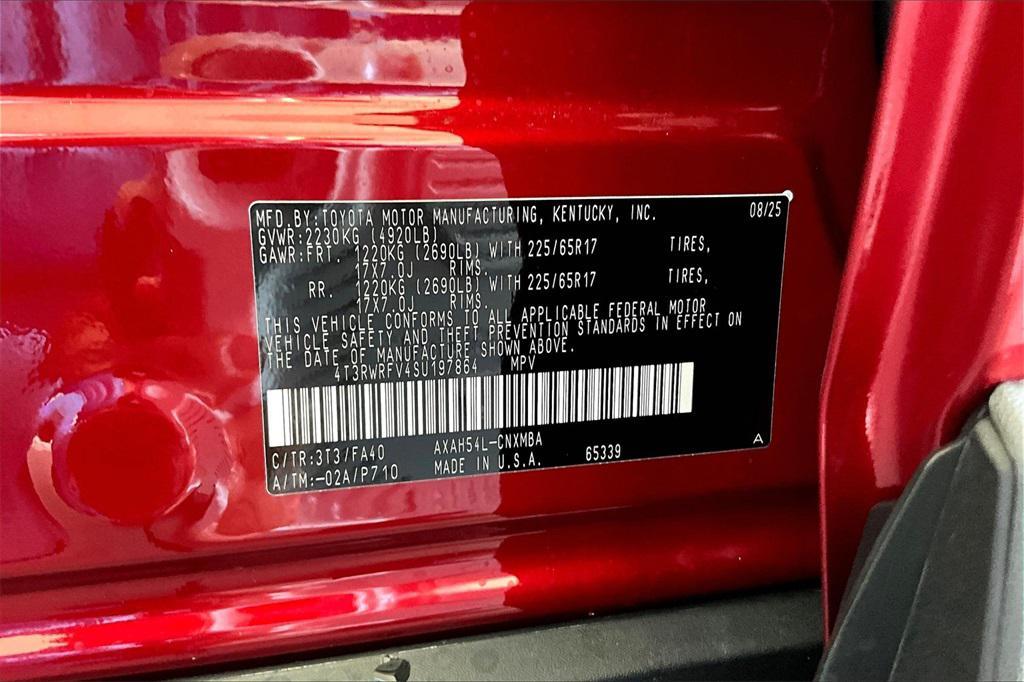 MFD.BY:TOYOTA MOTOR MANUFACTURING, KENTUCKY, INC. 08/25
GVWR:2230KG (4920LB)
GAWR:FRT. 1220KG (2690LB) WITH 225/65R17 TIRES,
17X7.0J RIMS.
RR. 1220KG (2690LB) WITH 225/65R17 TIRES,
17X7.0J RIMS.
THIS VEHICLE CONFORMS TO ALL APPLICABLE FEDERAL MOTOR
VEHICLE SAFETY AND THEFT PREVENTION STANDARDS IN EFFECT ON
THE DATE OF MANUFACTURE SHOWN ABOVE.
4T3RWRFV4SU197864 MPV
C/TR:3T3/FA40 AXAH54L-CNXMBA
A/TM:-02A/P710 MADE IN U.S.A. 65339 A